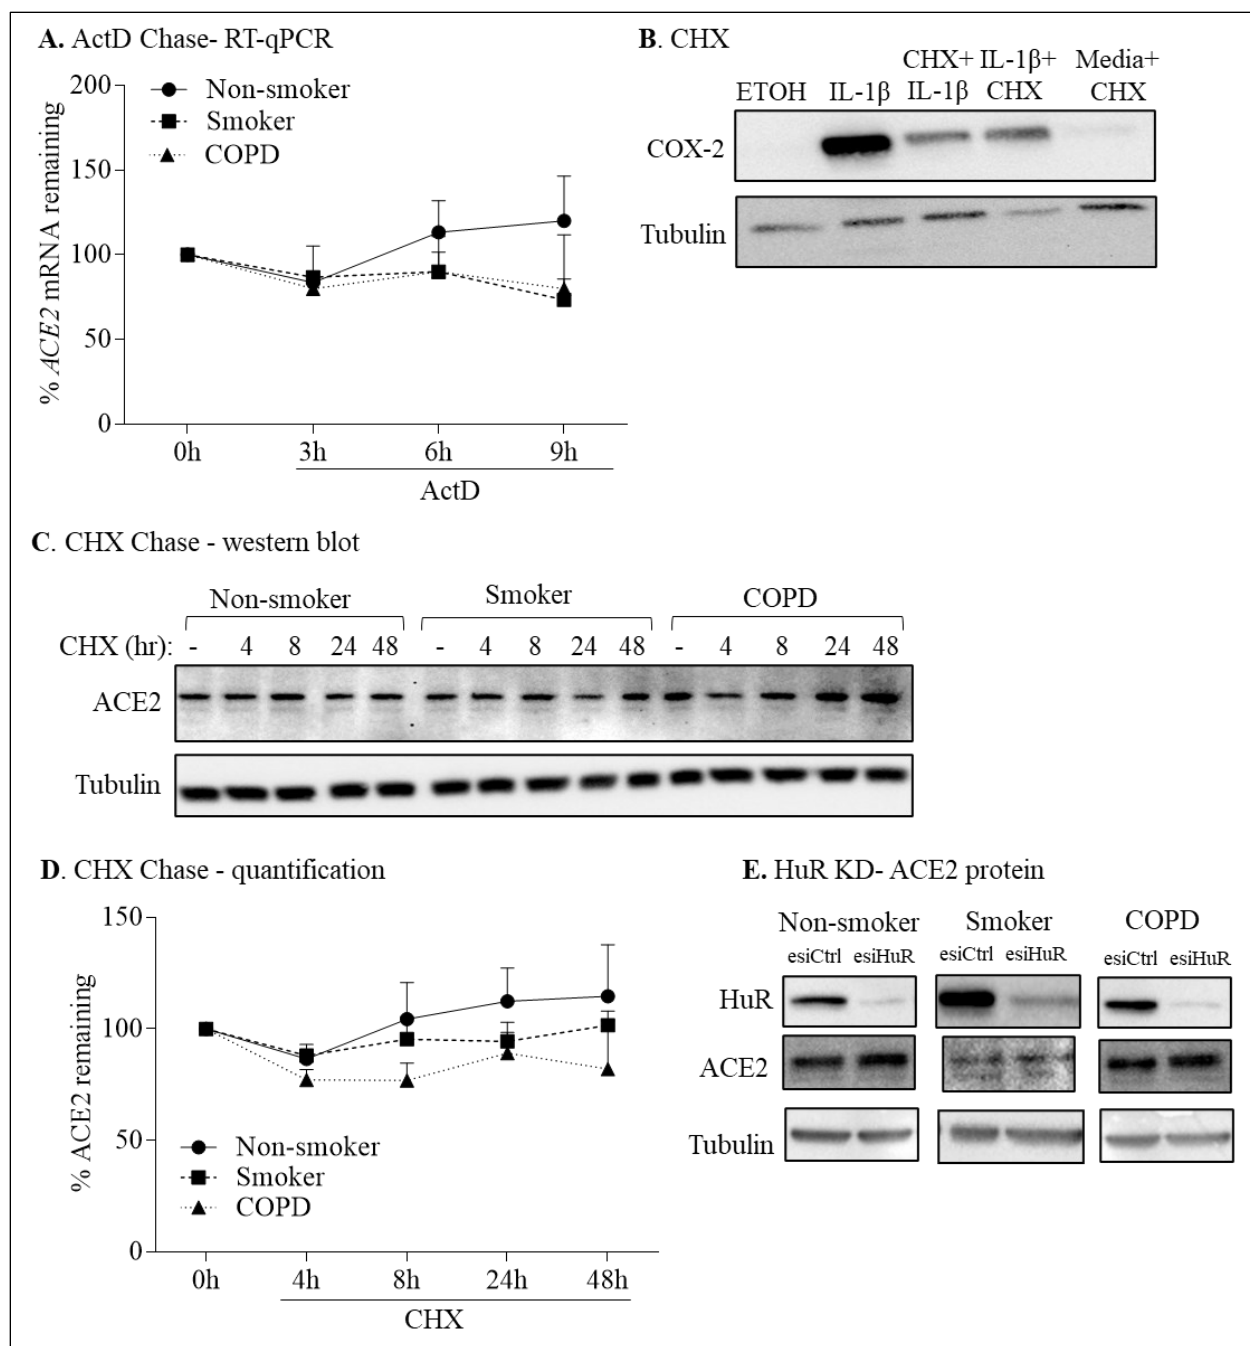 A. ActD Chase- RT-qPCR
200
150
100
50
0
% ACE2 mRNA remaining
Non-smoker
Smoker
COPD
0h 3h 6h 9h
ActD
B. CHX
CHX+ IL-1β+ Media+
ETOH IL-1β IL-1β CHX CHX
COX-2
Tubulin
C. CHX Chase - western blot
Non-smoker Smoker COPD
CHX (hr): - 4 8 24 48 - 4 8 24 48 - 4 8 24 48
ACE2
Tubulin
D. CHX Chase - quantification
150
100
50
0
% ACE2 remaining
Non-smoker
Smoker
COPD
0h 4h 8h 24h 48h
CHX
E. HuR KD- ACE2 protein
Non-smoker Smoker COPD
esiCtrl esiHuR esiCtrl esiHuR esiCtrl esiHuR
HuR
ACE2
Tubulin